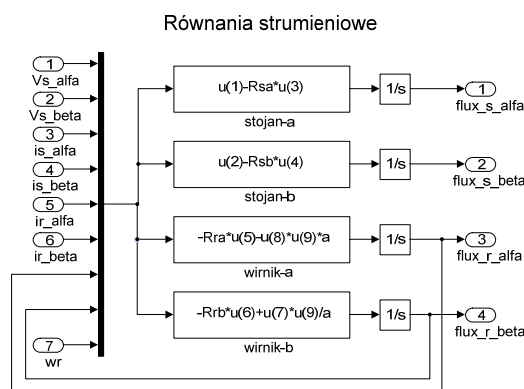 Równania strumieniowe
1
Vs_alfa
2
Vs_beta
3
is_alfa
4
is_beta
5
ir_alfa
6
ir_beta
7
wr
u(1)-Rsa*u(3)
stojan-a
1/s
1
flux_s_alfa
u(2)-Rsb*u(4)
stojan-b
1/s
2
flux_s_beta
-Rra*u(5)-u(8)*u(9)*a
wirnik-a
1/s
3
flux_r_alfa
-Rrb*u(6)+u(7)*u(9)/a
wirnik-b
1/s
4
flux_r_beta